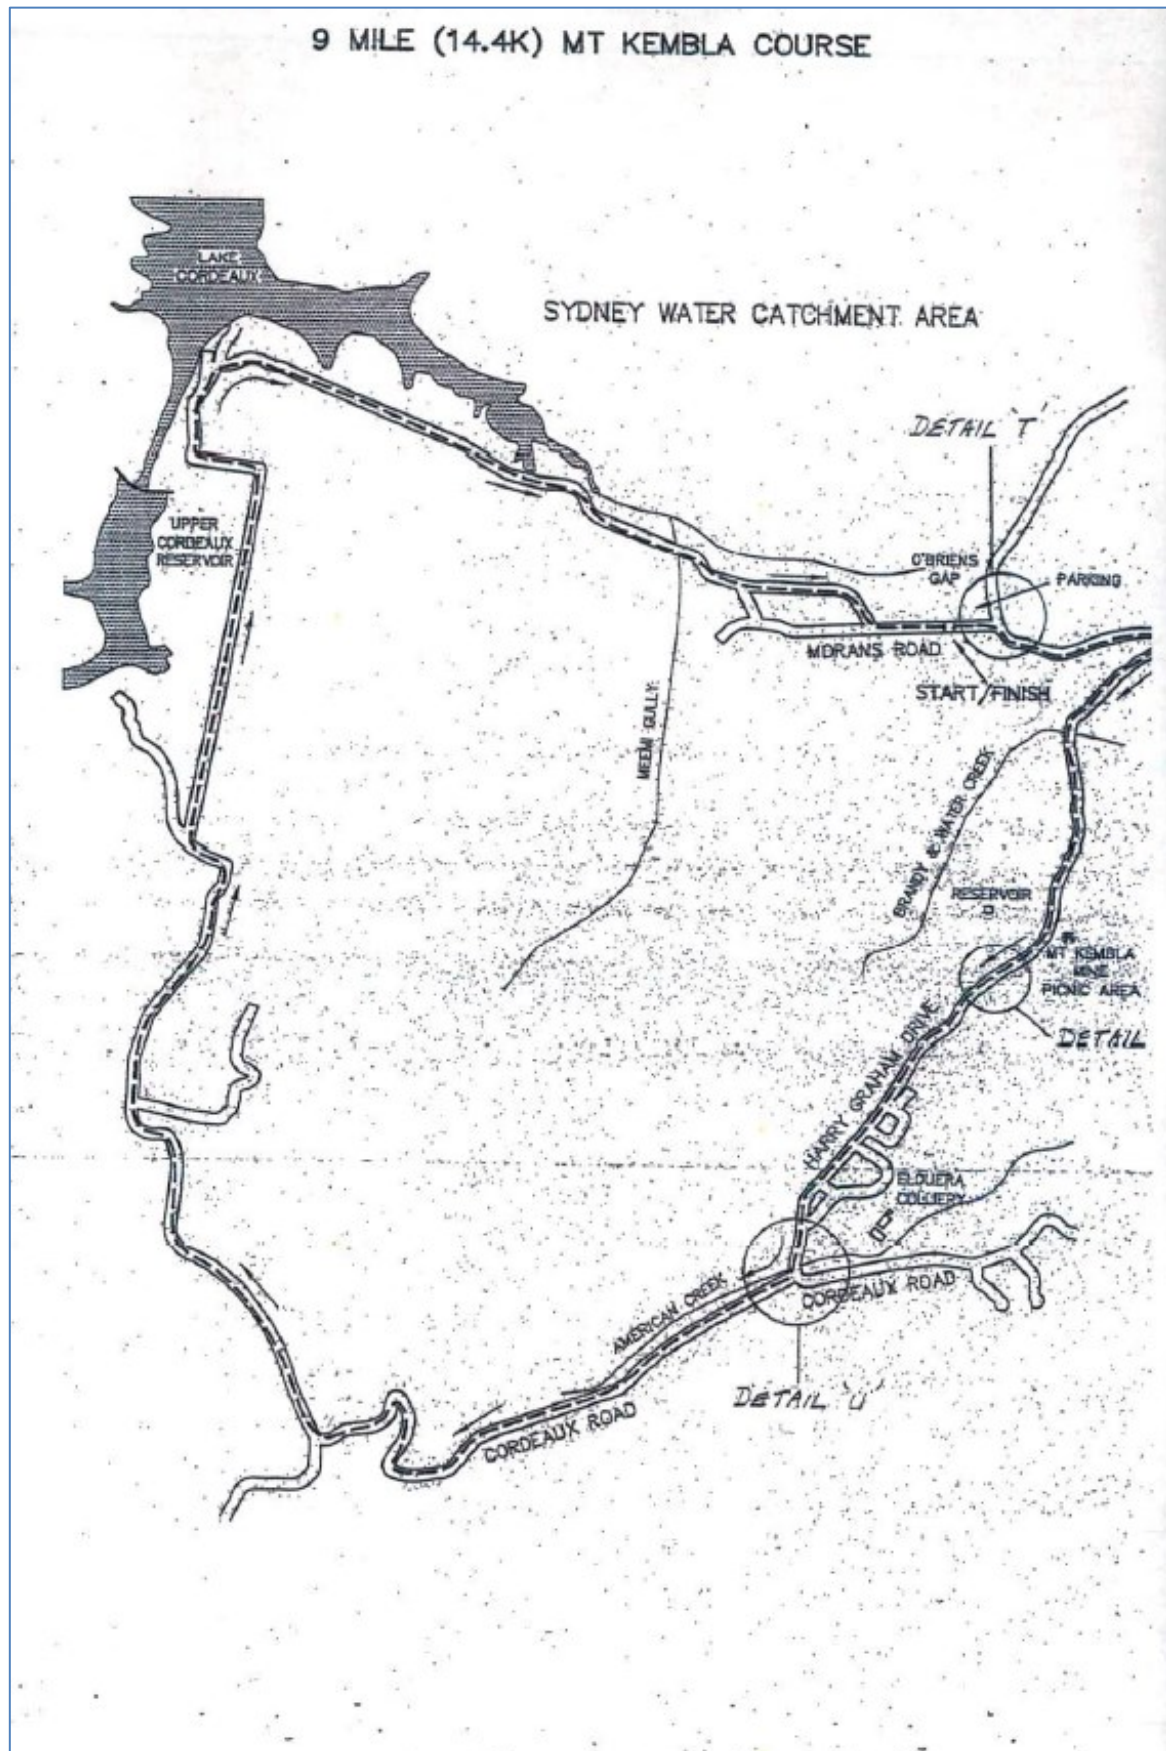 9 MILE (14.4K) MT KEMBLA COURSE
LAKE
CORDEAUX
SYDNEY WATER CATCHMENT AREA
DETAIL 'T'
UPPER
CORDEAUX
RESERVOIR
O'BRIENS
GAP
PARKING
MORANS ROAD
START/FINISH
MEEMI GULLY
BRANDY & WATER CREEK
RESERVOIR
MT KEMBLA
MINE
PICNIC AREA
DETAIL
HARRY GRAHAM DRIVE
ELOUERA
COLLIERY
AMERICAN CREEK
CORDEAUX ROAD
DETAIL 'U'
CORDEAUX ROAD